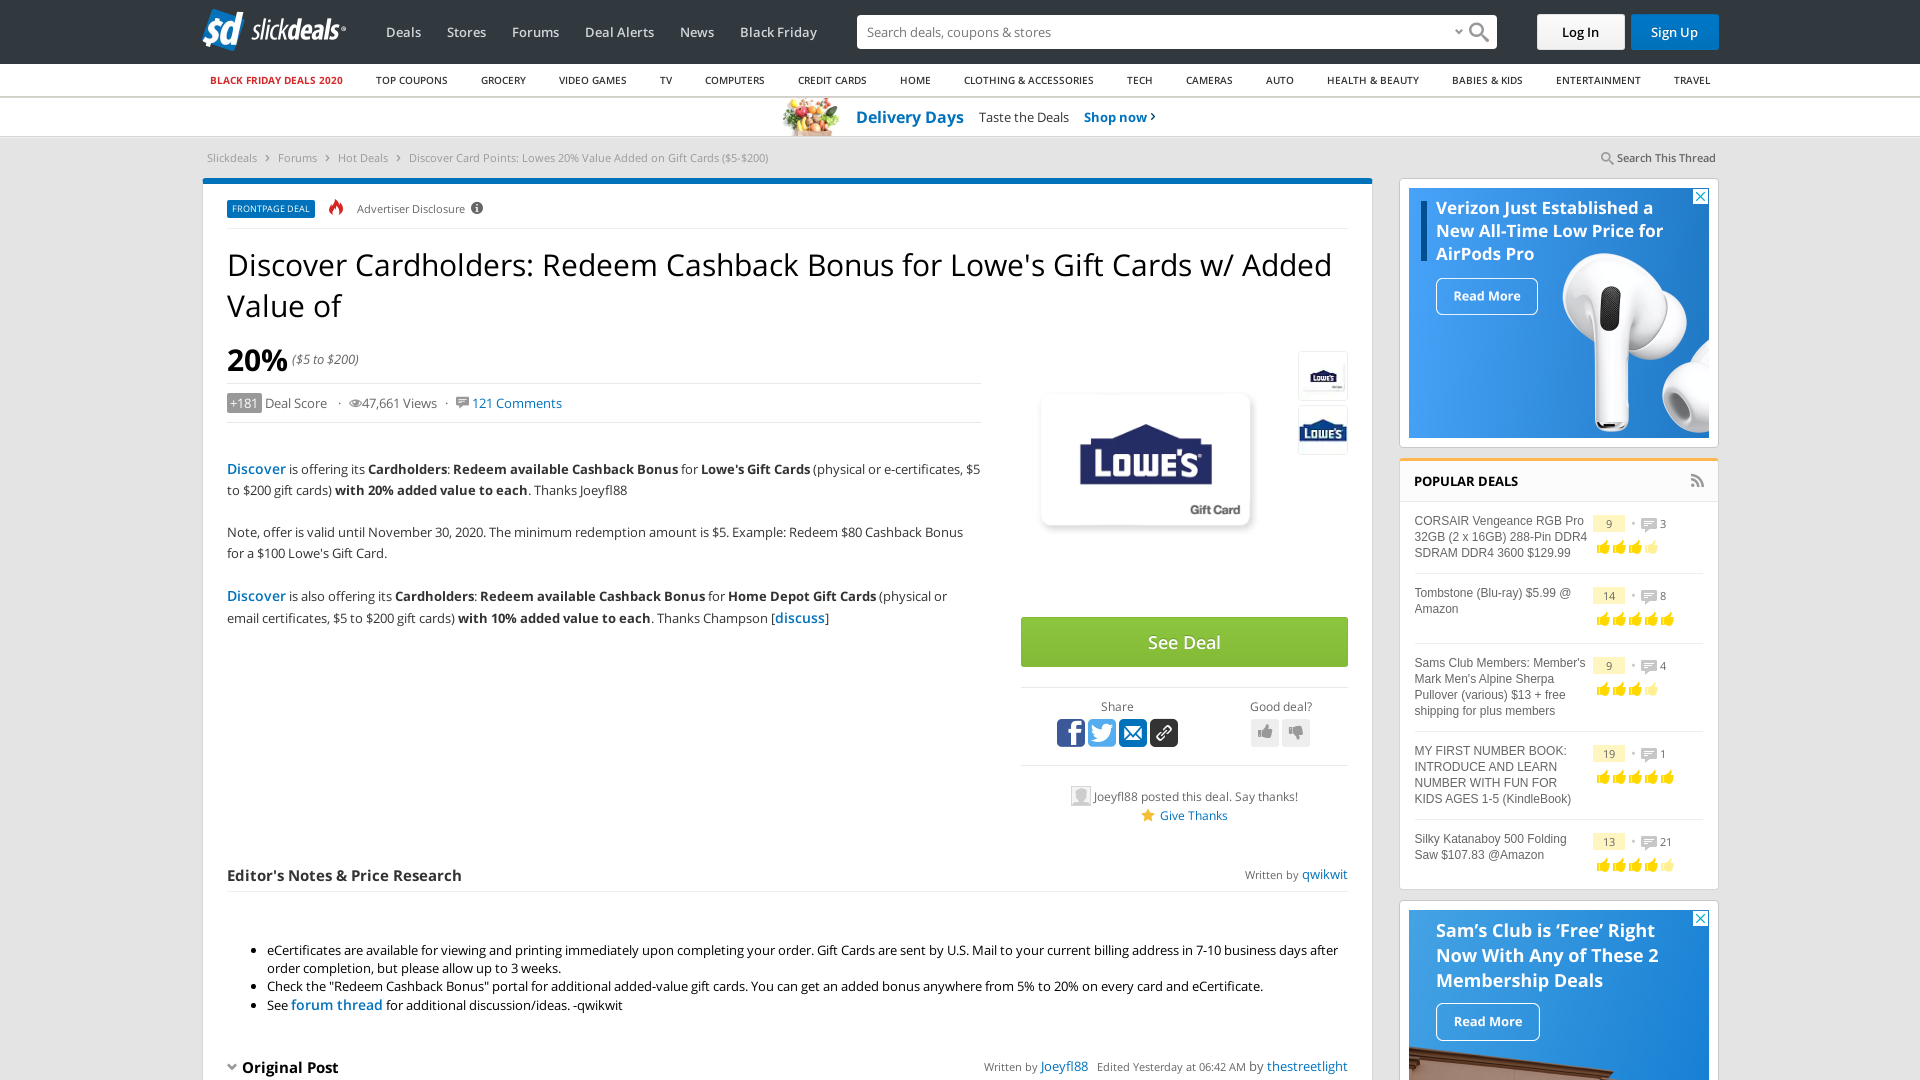 slickdeals
Deals Stores Forums Deal Alerts News Black Friday
Search deals, coupons & shops
Log In Sign Up
BLACK FRIDAY DEALS 2020 TOP COUPONS GROCERY VIDEO GAMES TV COMPUTERS CREDIT CARDS HOME CLOTHING & ACCESSORIES TECH CAMERAS AUTO HEALTH & BEAUTY BABIES & KIDS ENTERTAINMENT TRAVEL
Delivery Days Taste the Deals Shop now ›
Slickdeals › Forums › Hot Deals › Discover Card Points: Lowes 20% Value Added on Gift Cards ($5-$200)
Search This Thread
FRONTPAGE DEAL Advertiser Disclosure
Discover Cardholders: Redeem Cashback Bonus for Lowe's Gift Cards w/ Added
Value of
20% ($5 to $200)
+181 Deal Score · 47,661 Views · 121 Comments
Discover is offering its Cardholders: Redeem available Cashback Bonus for Lowe's Gift Cards (physical or e-certificates, $5
to $200 gift cards) with 20% added value to each. Thanks Joeyfl88
Note, offer is valid until November 30, 2020. The minimum redemption amount is $5. Example: Redeem $80 Cashback Bonus
for a $100 Lowe's Gift Card.
Discover is also offering its Cardholders: Redeem available Cashback Bonus for Home Depot Gift Cards (physical or
email certificates, $5 to $200 gift cards) with 10% added value to each. Thanks Champson [discuss]
LOWE'S
Gift Card
LOWE'S
LOWE'S
See Deal
Share Good deal?
Joeyfl88 posted this deal. Say thanks!
Give Thanks
Editor's Notes & Price Research
Written by qwikwit
• eCertificates are available for viewing and printing immediately upon completing your order. Gift Cards are sent by U.S. Mail to your current billing address in 7-10 business days after
order completion, but please allow up to 3 weeks.
• Check the "Redeem Cashback Bonus" portal for additional added-value gift cards. You can get an added bonus anywhere from 5% to 20% on every card and eCertificate.
• See forum thread for additional discussion/ideas. -qwikwit
Original Post
Written by Joeyfl88 Edited Yesterday at 06:42 AM by thestreetlight
Verizon Just Established a
New All-Time Low Price for
AirPods Pro
Read More
POPULAR DEALS
CORSAIR Vengeance RGB Pro
32GB (2 x 16GB) 288-Pin DDR4
SDRAM DDR4 3600 $129.99
9 • 3
Tombstone (Blu-ray) $5.99 @
Amazon
14 • 8
Sams Club Members: Member's
Mark Men's Alpine Sherpa
Pullover (various) $13 + free
shipping for plus members
9 • 4
MY FIRST NUMBER BOOK:
INTRODUCE AND LEARN
NUMBER WITH FUN FOR
KIDS AGES 1-5 (KindleBook)
19 • 1
Silky Katanaboy 500 Folding
Saw $107.83 @Amazon
13 • 21
Sam's Club is 'Free' Right
Now With Any of These 2
Membership Deals
Read More